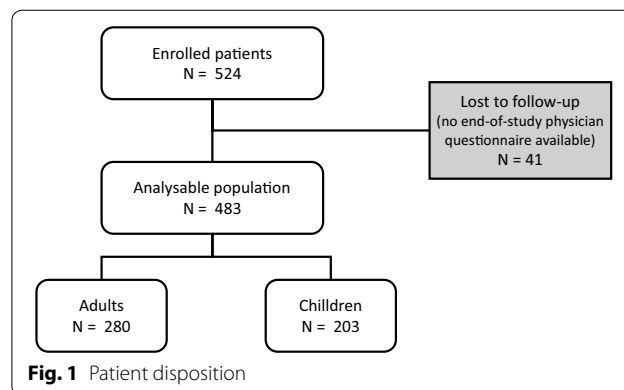 Enrolled patients
N = 524
Lost to follow-up
(no end-of-study physician
questionnaire available)
N = 41
Analysable population
N = 483
Adults
N = 280
Chilldren
N = 203
Fig. 1 Patient disposition